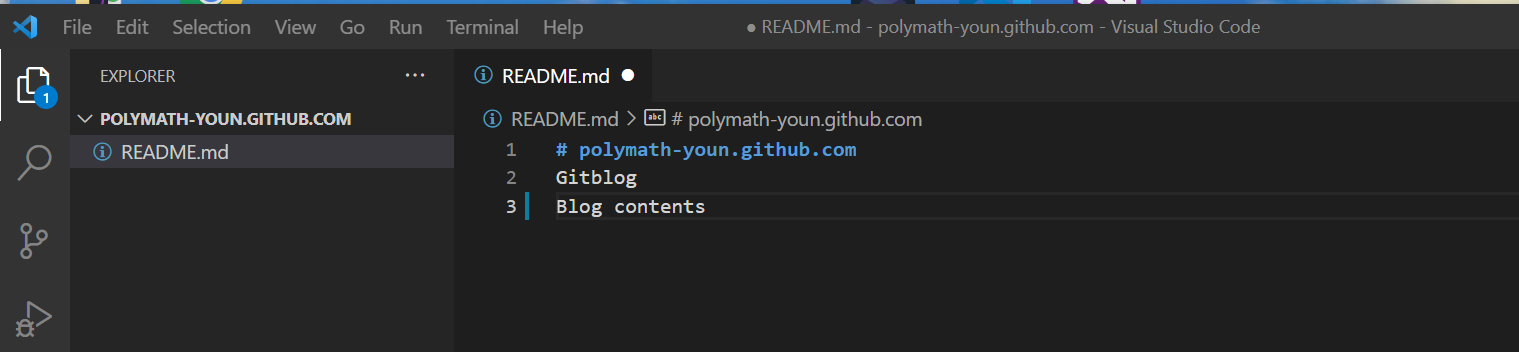 File Edit Selection View Go Run Terminal Help
● README.md - polymath-youn.github.com - Visual Studio Code
EXPLORER ···
README.md ●
1
POLYMATH-YOUN.GITHUB.COM
README.md > abc # polymath-youn.github.com
README.md
1 # polymath-youn.github.com
2 Gitblog
3 Blog contents